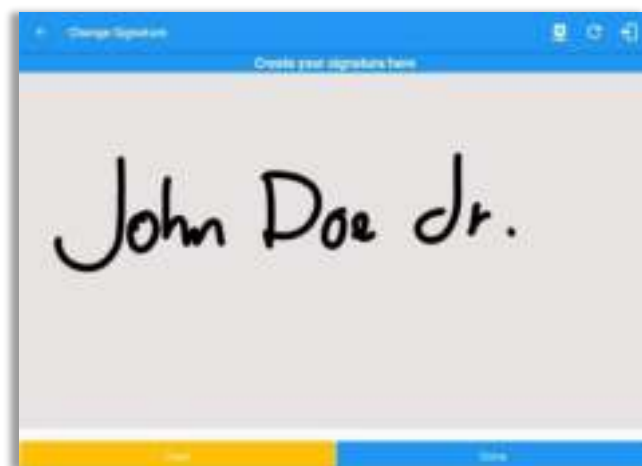 Change Signature
Create your signature here
John Doe Jr.
Clear
Done